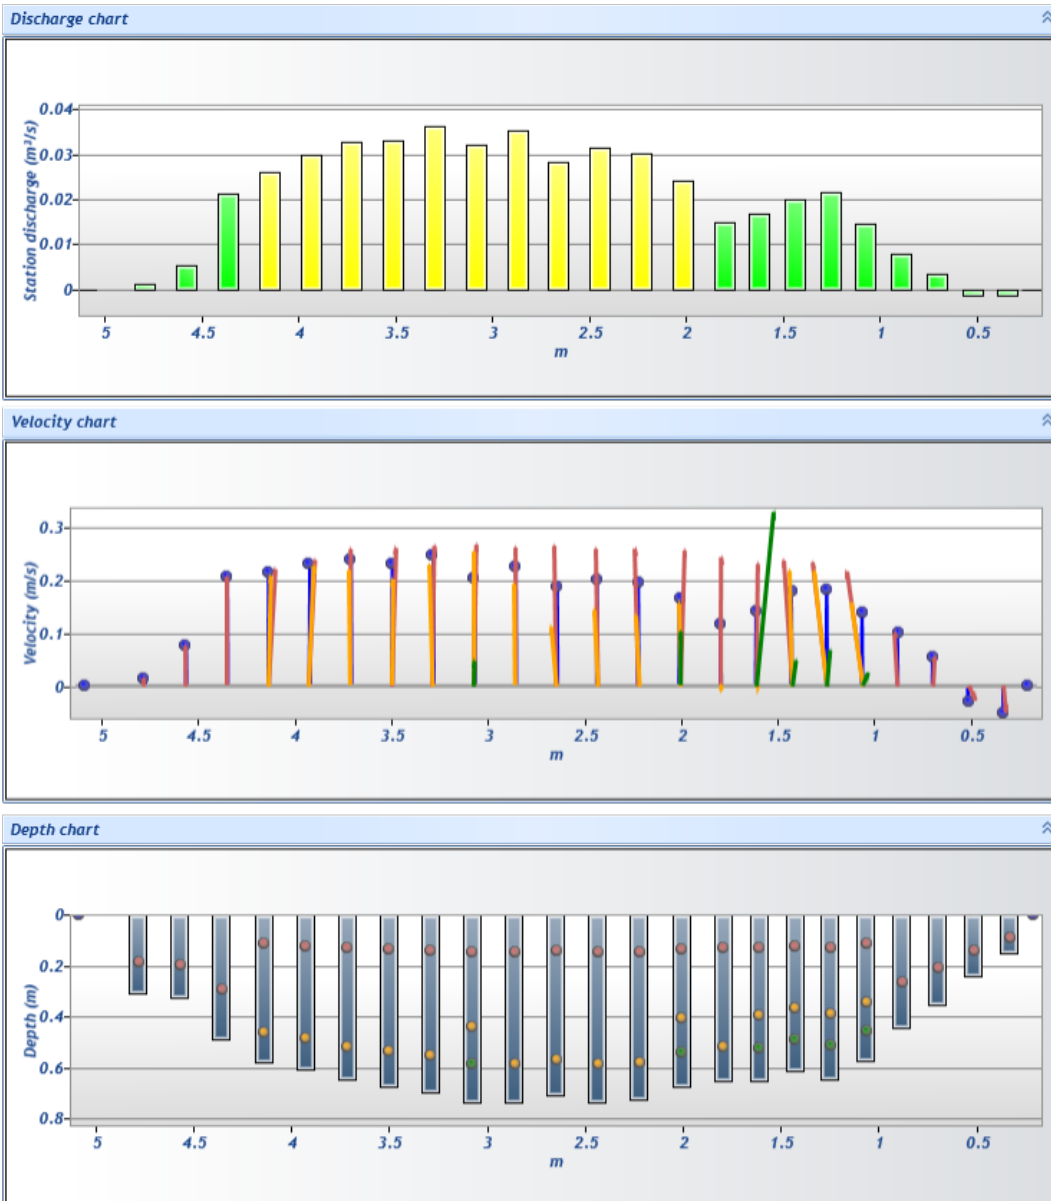 Discharge chart
Station discharge (m³/s)
0.04
0.03
0.02
0.01
0
5 4.5 4 3.5 3 2.5 2 1.5 1 0.5
m
Velocity chart
Velocity (m/s)
0.3
0.2
0.1
0
5 4.5 4 3.5 3 2.5 2 1.5 1 0.5
m
Depth chart
Depth (m)
0
0.2
0.4
0.6
0.8
5 4.5 4 3.5 3 2.5 2 1.5 1 0.5
m